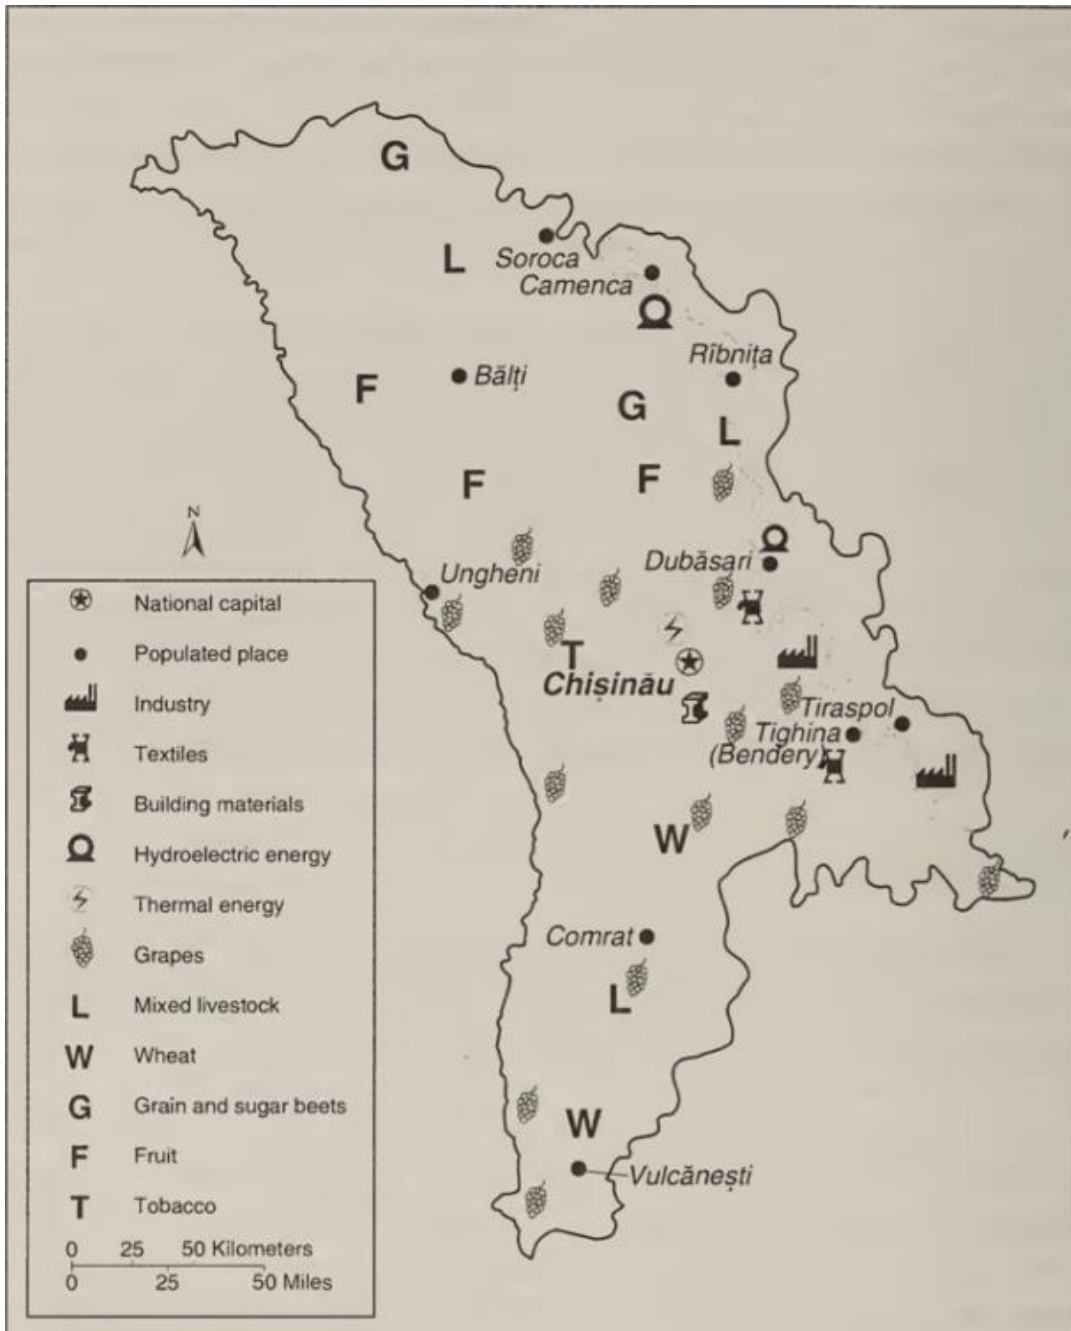 G
L
Soroca
Camenca
Rîbnița
F
Bălți
G
L
F
F
N
Ungheni
Dubăsari
T
Chișinău
Tiraspol
Tighina
(Bendery)
W
Comrat
L
W
Vulcănești
National capital
Populated place
Industry
Textiles
Building materials
Hydroelectric energy
Thermal energy
Grapes
L Mixed livestock
W Wheat
G Grain and sugar beets
F Fruit
T Tobacco
0 25 50 Kilometers
0 25 50 Miles